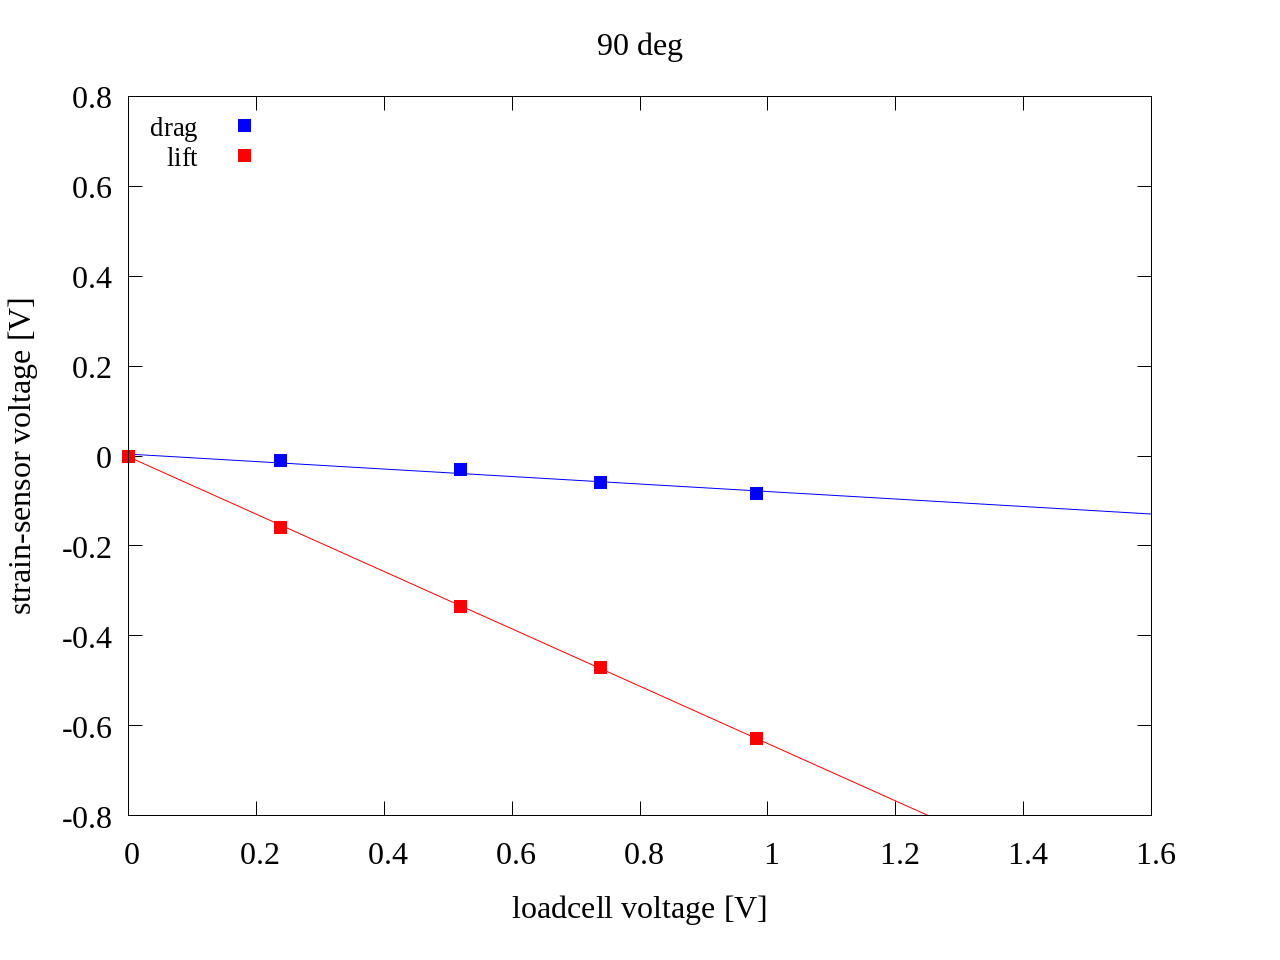 90 deg
drag
lift
0.8
0.6
0.4
0.2
0
-0.2
-0.4
-0.6
-0.8
strain-sensor voltage [V]
0 0.2 0.4 0.6 0.8 1 1.2 1.4 1.6
loadcell voltage [V]